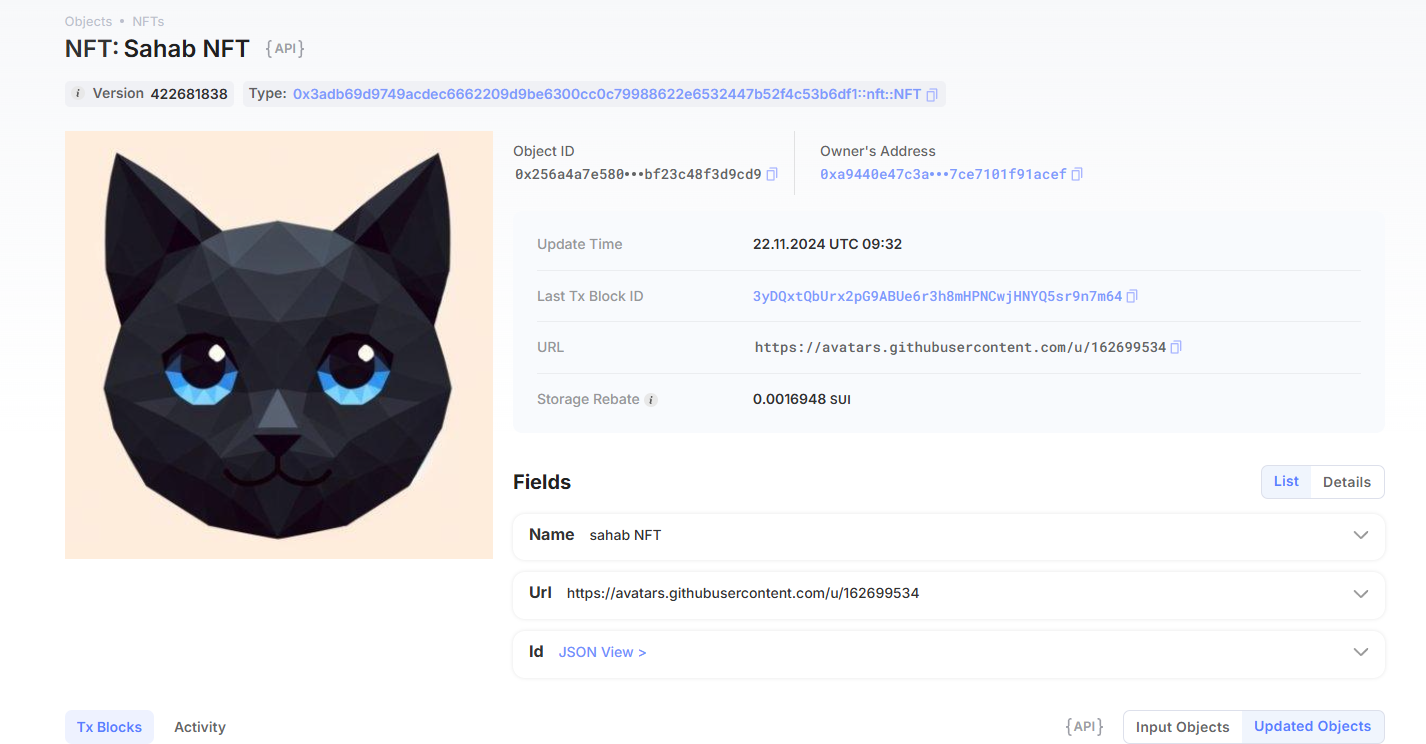 Objects • NFTs
NFT: Sahab NFT {API}
i Version 422681838 Type: 0x3adb69d9749acdec6662209d9be6300cc0c79988622e6532447b52f4c53b6df1::nft::NFT
Object ID Owner's Address
0x256a4a7e580•••bf23c48f3d9cd9 0xa9440e47c3a•••7ce7101f91acef
Update Time 22.11.2024 UTC 09:32
Last Tx Block ID 3yDQxtQbUrx2pG9ABUe6r3h8mHPNCwjHNYQ5sr9n7m64
URL https://avatars.githubusercontent.com/u/162699534
Storage Rebate i 0.0016948 SUI
Fields List Details
Name sahab NFT
Url https://avatars.githubusercontent.com/u/162699534
Id JSON View >
Tx Blocks Activity {API} Input Objects Updated Objects